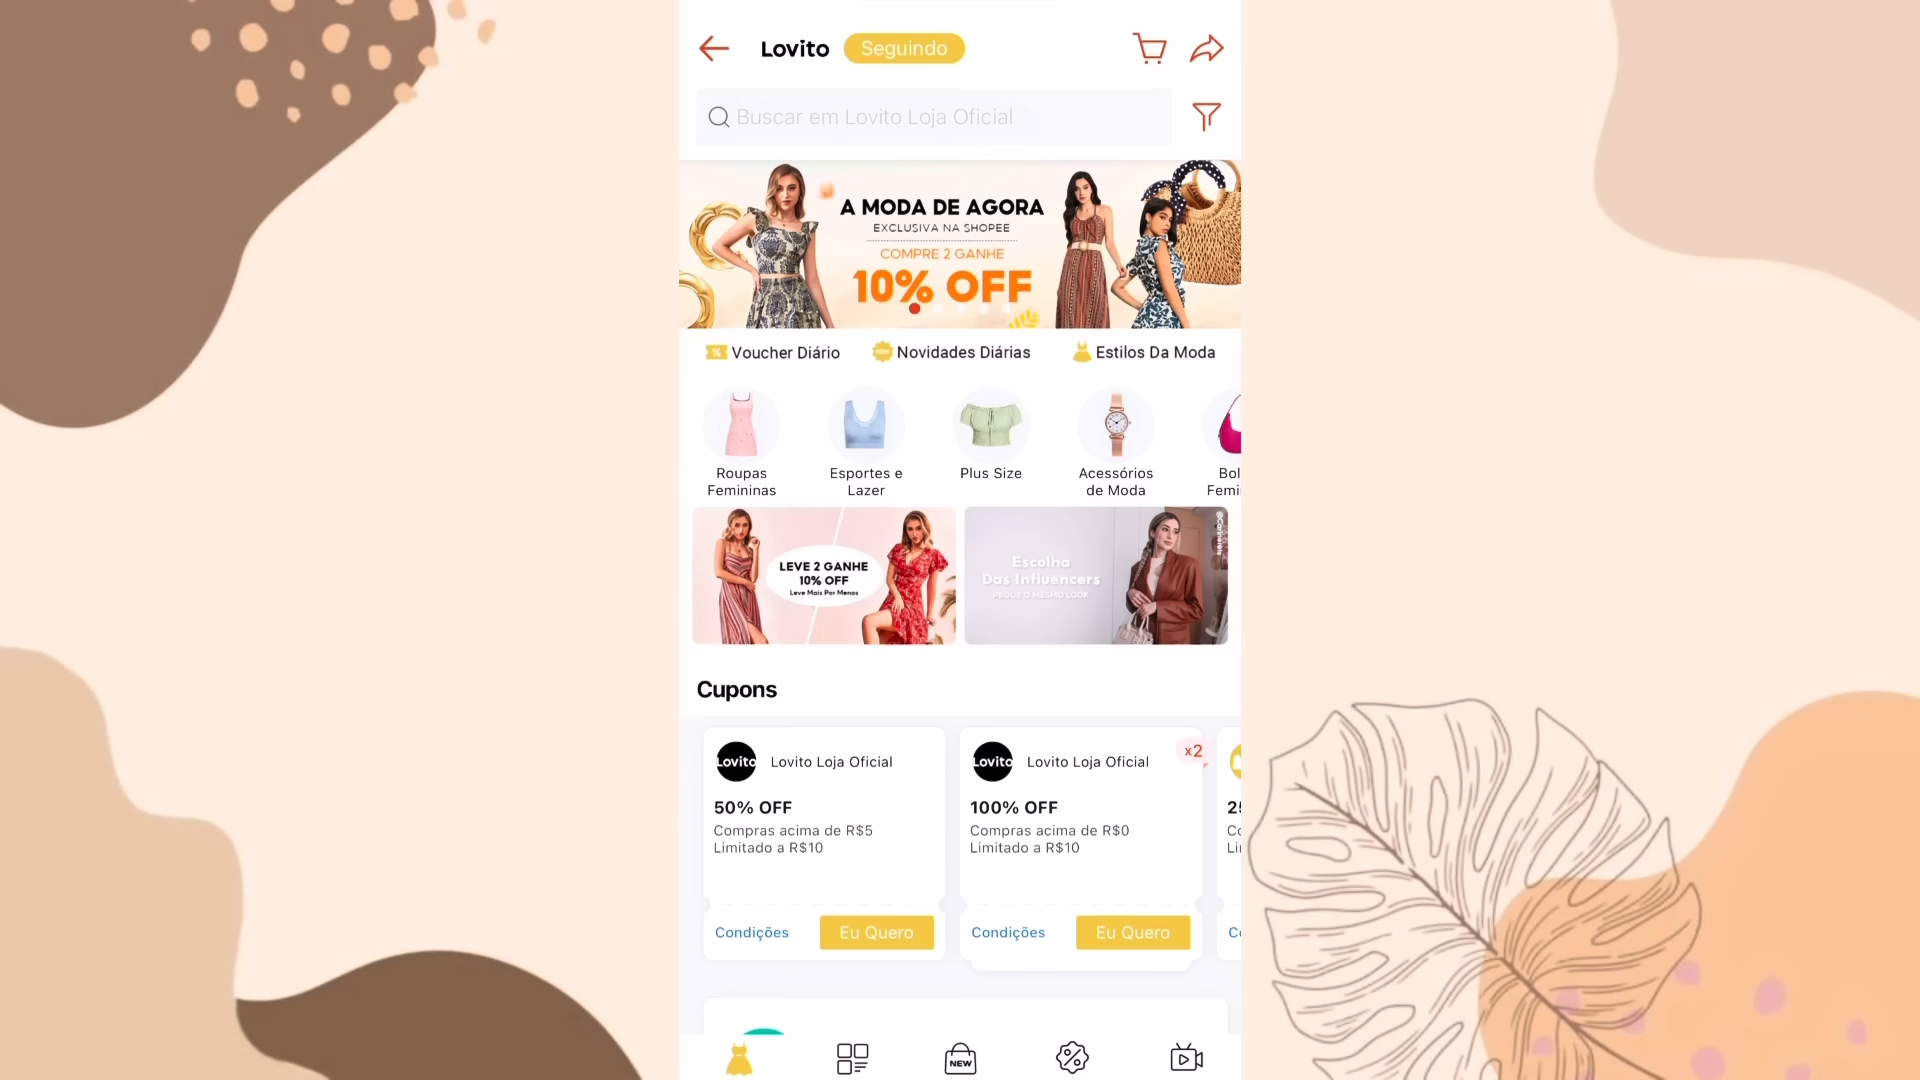 Lovito Seguindo
Buscar em Lovito Loja Oficial
A MODA DE AGORA
EXCLUSIVA NA SHOPEE
COMPRE 2 GANHE
10% OFF
Voucher Diário Novidades Diárias Estilos Da Moda
Roupas Femininas
Esportes e Lazer
Plus Size
Acessórios de Moda
Bol
Femi
LEVE 2 GANHE
10% OFF
Leve Mais Por Menos
Escolha
Das Influencers
PEGUE O MESMO LOOK
Cupons
Lovito Lovito Loja Oficial
50% OFF
Compras acima de R$5
Limitado a R$10
Condições Eu Quero
Lovito Lovito Loja Oficial x2
100% OFF
Compras acima de R$0
Limitado a R$10
Condições Eu Quero
NEW